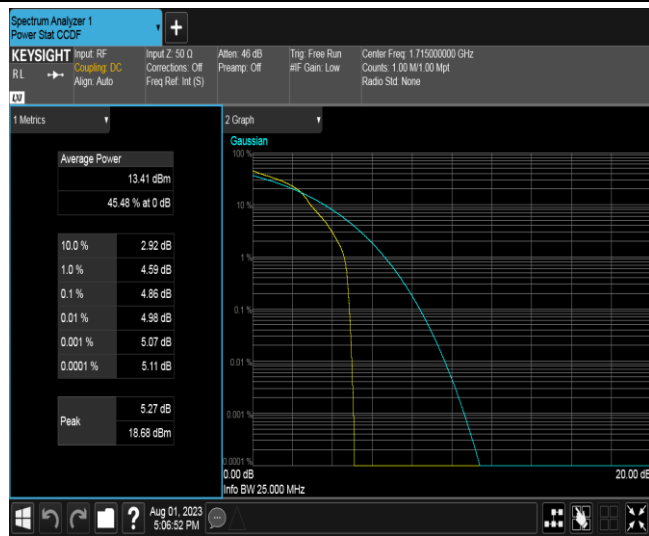 Spectrum Analyzer 1
Power Stat CCDF
+
KEYSIGHT
RL
LXI
Input: RF
Coupling: DC
Align: Auto
Input Z: 50 Ω
Corrections: Off
Freq Ref: Int (S)
Atten: 46 dB
Preamp: Off
Trig: Free Run
#IF Gain: Low
Center Freq: 1.715000000 GHz
Counts: 1.00 M/1.00 Mpt
Radio Std: None
1 Metrics
Average Power
13.41 dBm
45.48 % at 0 dB
10.0 % 2.92 dB
1.0 % 4.59 dB
0.1 % 4.86 dB
0.01 % 4.98 dB
0.001 % 5.07 dB
0.0001 % 5.11 dB
Peak
5.27 dB
18.68 dBm
2 Graph
Gaussian
100 %
10 %
1 %
0.1 %
0.01 %
0.001 %
0.0001 %
0.00 dB 20.00 dB
Info BW 25.000 MHz
?
Aug 01, 2023
5:06:52 PM